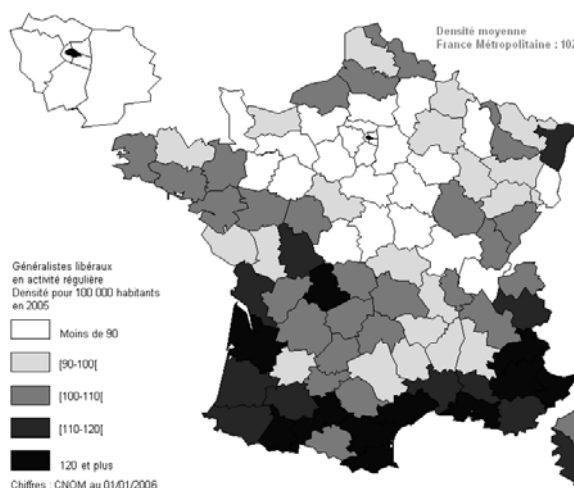 Densité moyenne
France Métropolitaine : 102
Généralistes libéraux
en activité régulière
Densité pour 100 000 habitants
en 2005
Moins de 90
[90-100[
[100-110[
[110-120[
120 et plus
Chiffres : CNOM au 01/01/2006